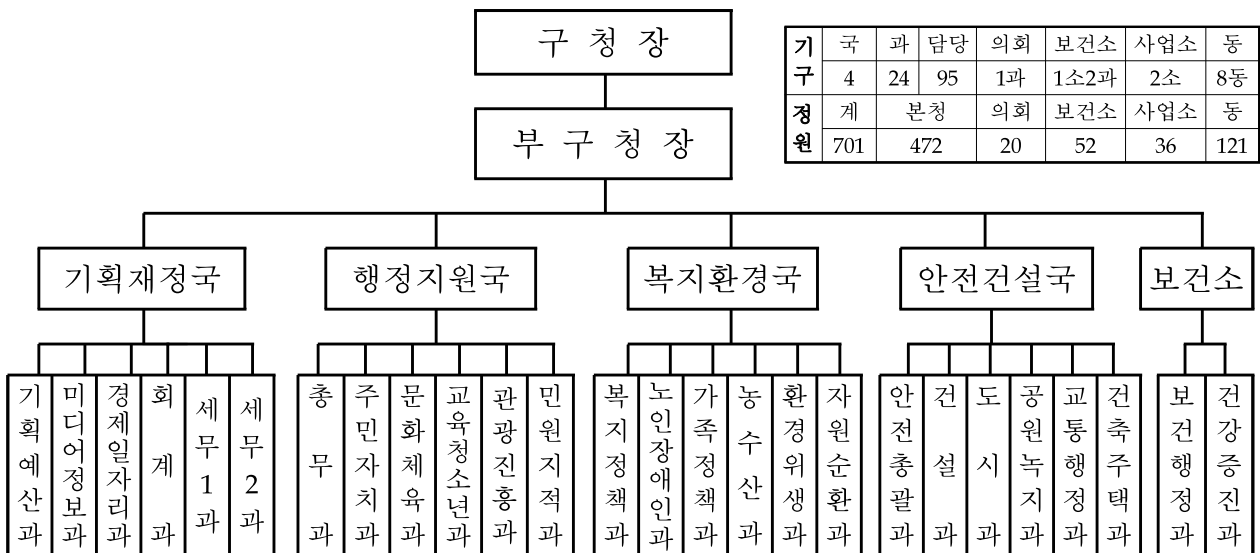 구 청 장
부 구 청 장
기구 국 과 담당 의회 보건소 사업소 동
4 24 95 1과 1소2과 2소 8동
정원 계 본청 의회 보건소 사업소 동
701 472 20 52 36 121
기획재정국
행정지원국
복지환경국
안전건설국
보건소
기획예산과
미디어정보과
경제일자리과
회계과
세무1과
세무2과
총무과
주민자치과
문화체육과
교육청소년과
관광진흥과
민원지적과
복지정책과
노인장애인과
가족정책과
농수산과
환경위생과
자원순환과
안전총괄과
건설과
도시과
공원녹지과
교통행정과
건축주택과
보건행정과
건강증진과